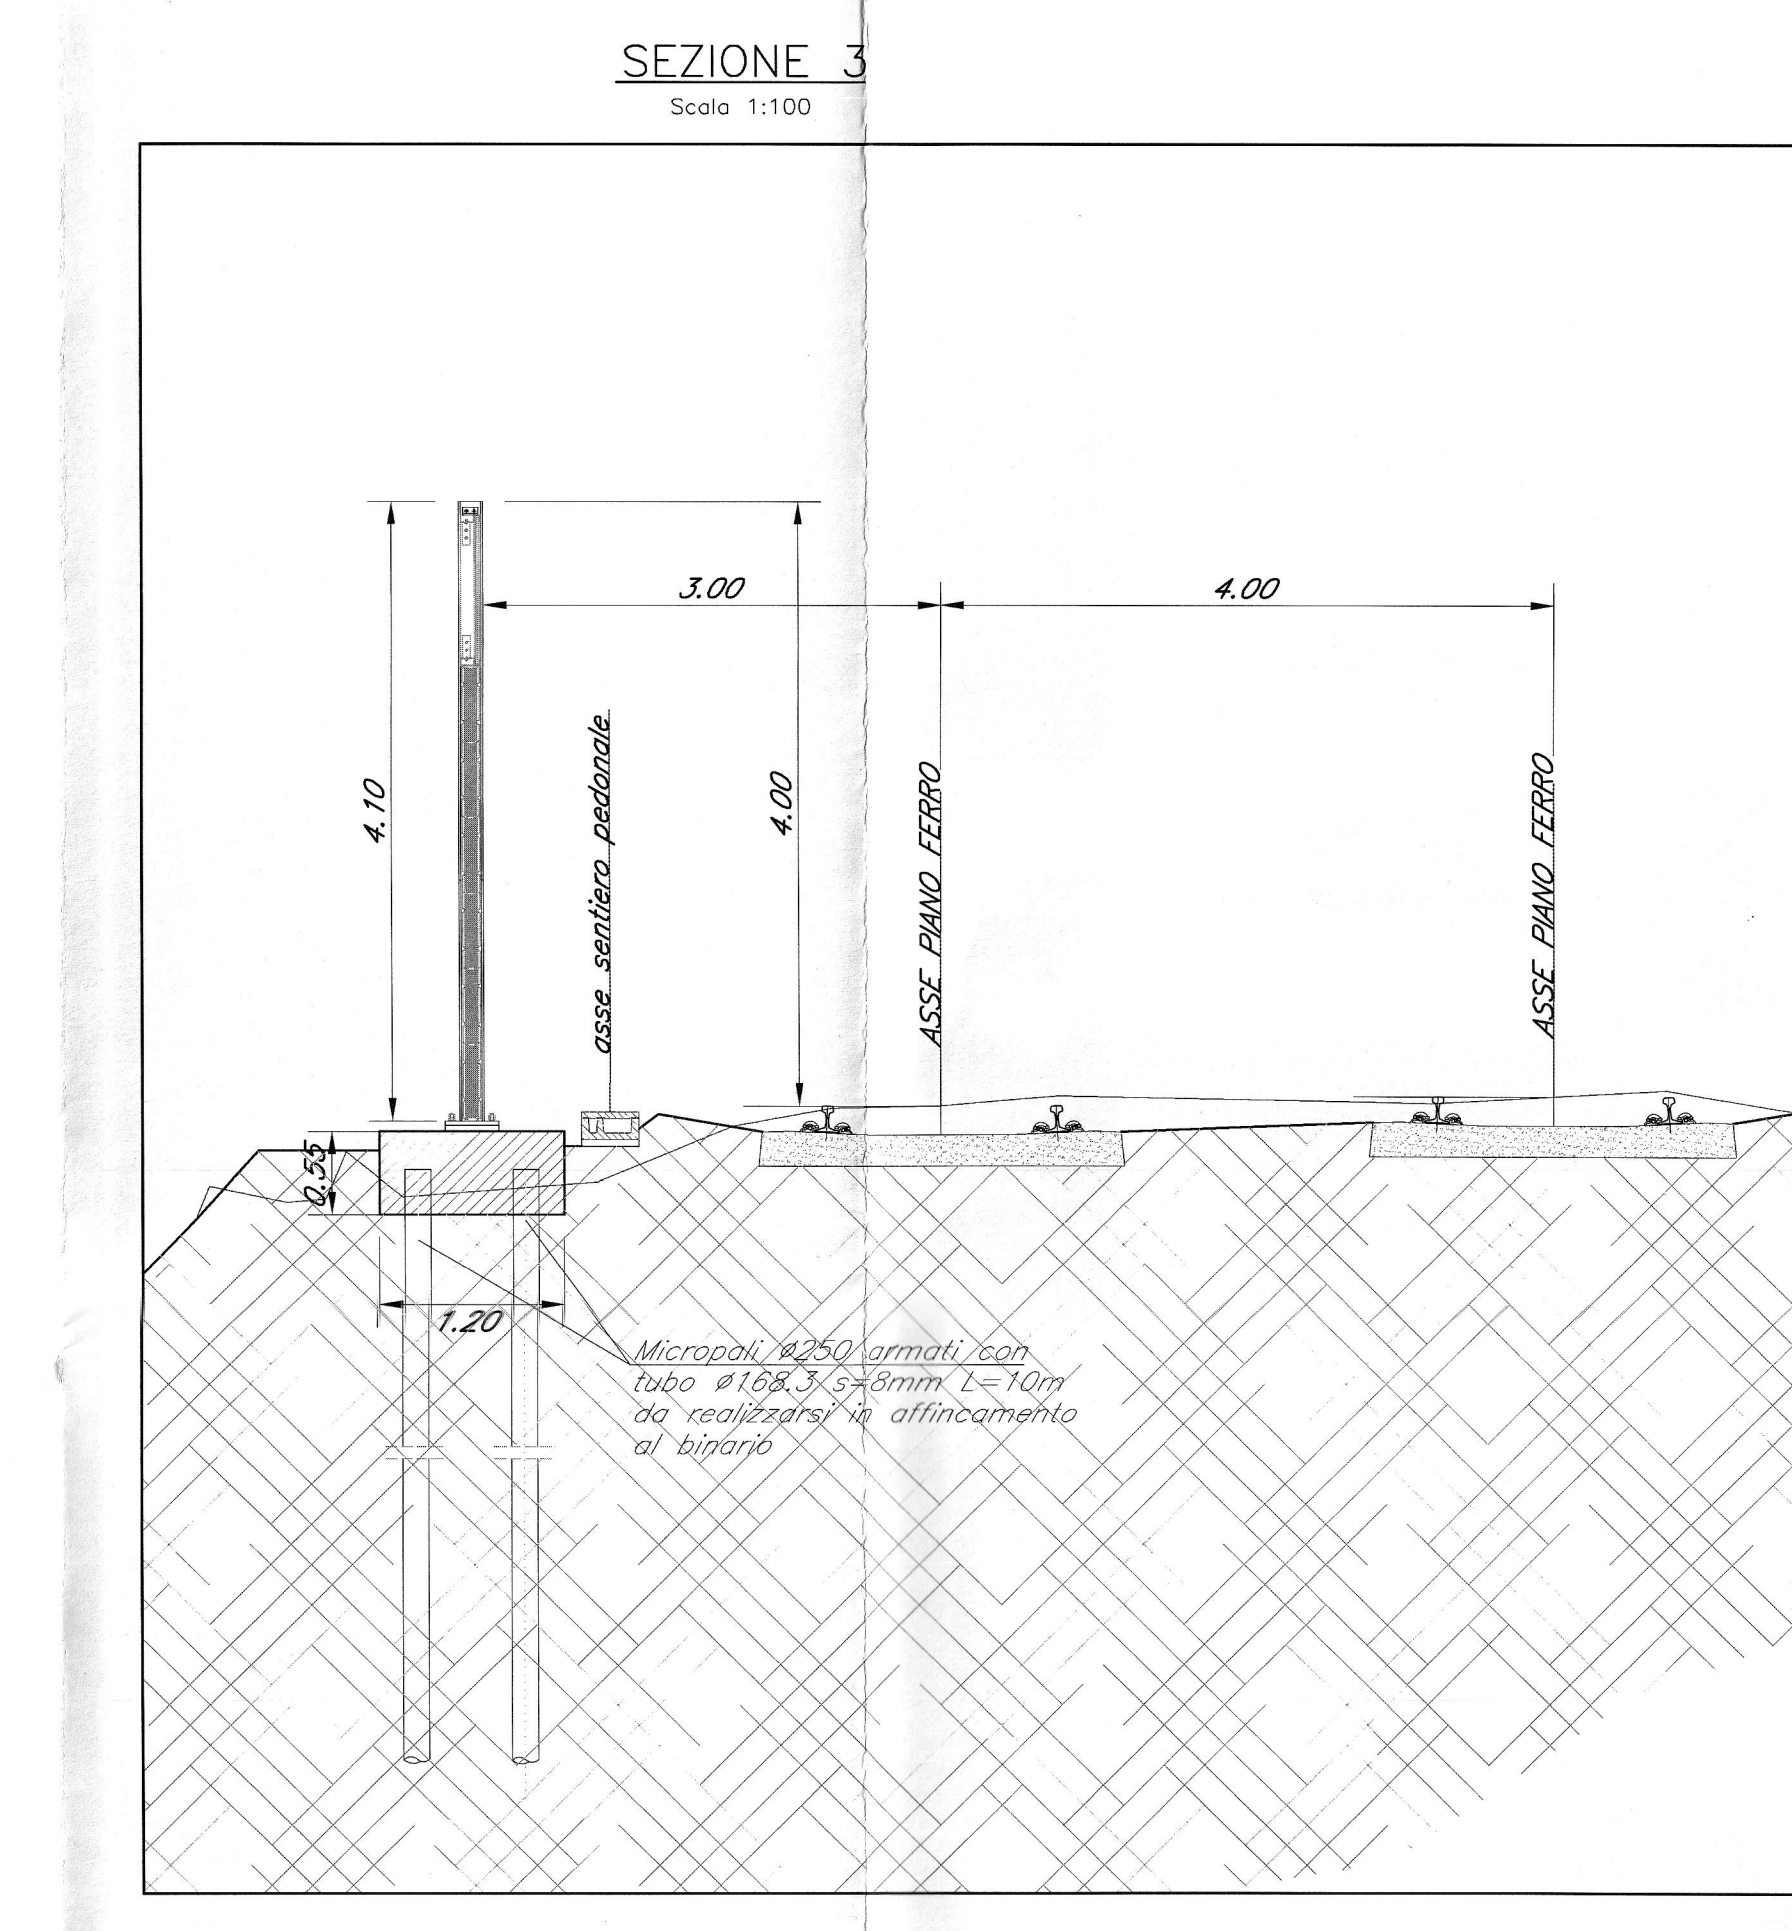 SEZIONE 3
Scala 1:100
3.00
4.00
4.10
4.00
asse sentiero pedonale
ASSE PIANO FERRO
ASSE PIANO FERRO
0.55
1.20
Micropali ø250 armati con
tubo ø168.3 s=8mm L=10m
da realizzarsi in affincamento
al binario